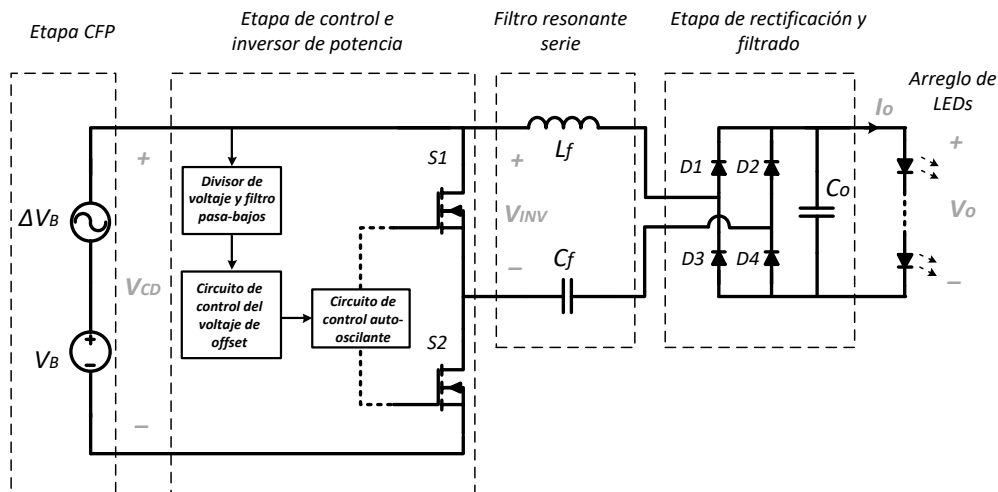 Etapa CFP
Etapa de control e
inversor de potencia
Filtro resonante
serie
Etapa de rectificación y
filtrado
Arreglo de
LEDs
Io
+
+
S1
+
Lf
D1
D2
Divisor de
voltaje y filtro
pasa-bajos
Co
ΔVB
VINV
Vo
–
Cf
D3
D4
–
VCD
Circuito de
control del
voltaje de
offset
Circuito de
control auto-
oscilante
S2
VB
+
–
–